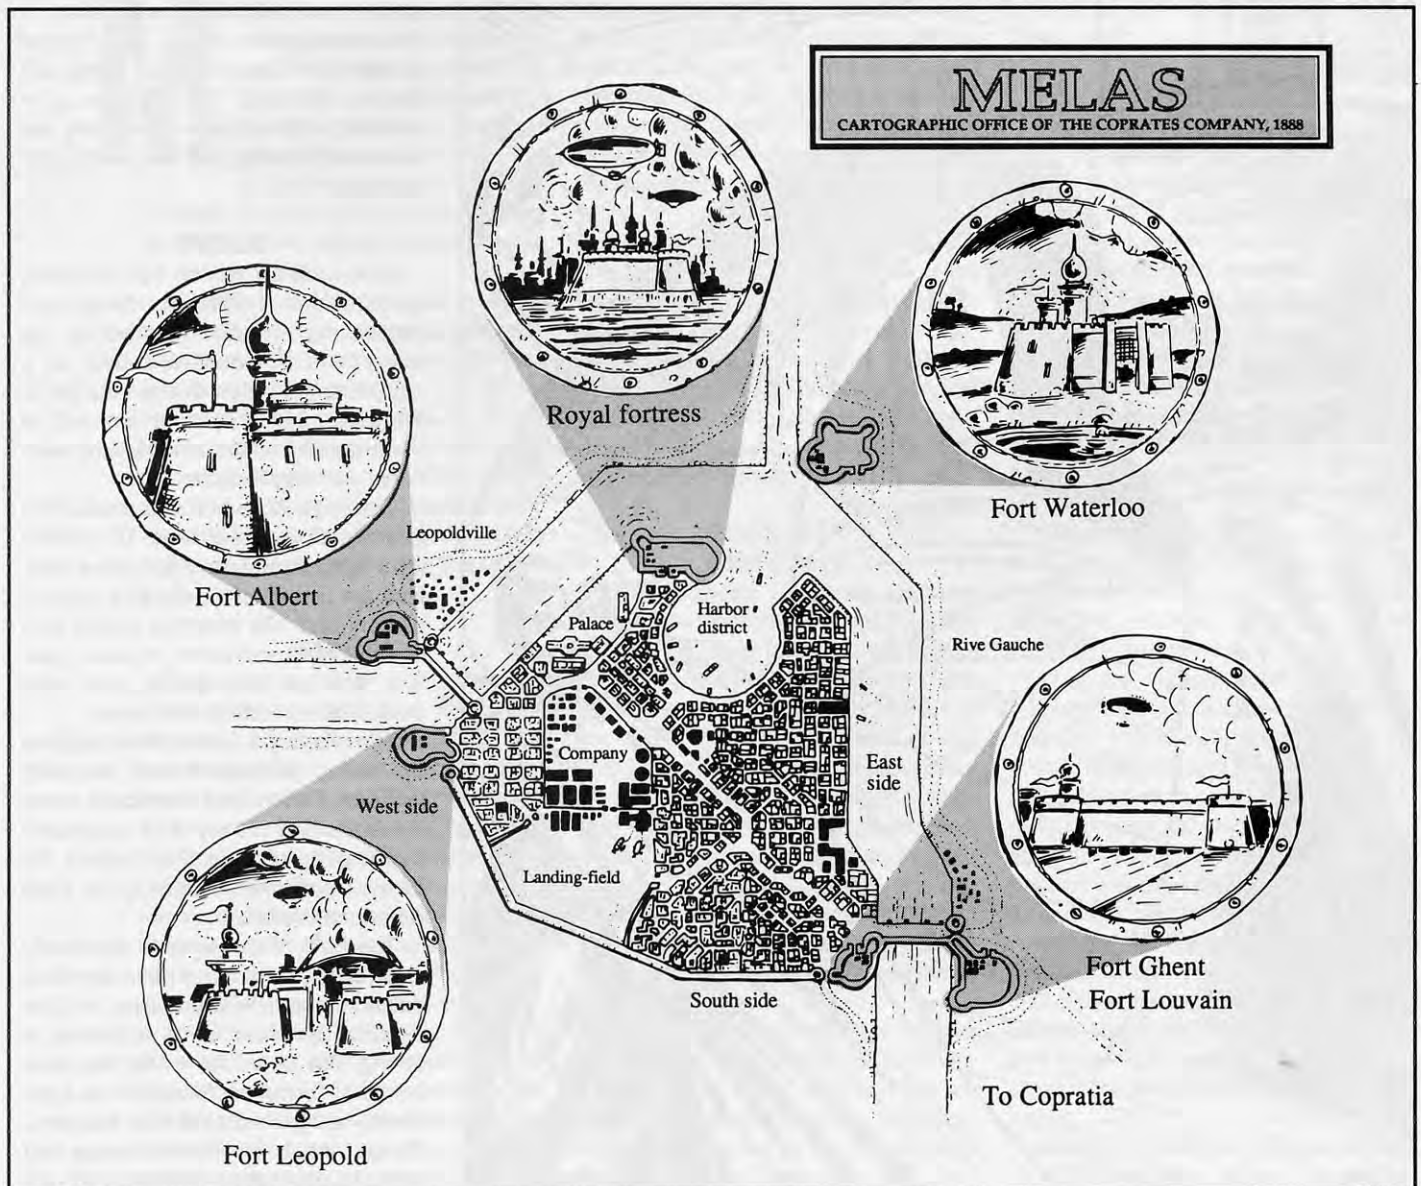 MELAS
CARTOGRAPHIC OFFICE OF THE COPRATES COMPANY, 1888
Royal fortress
Fort Waterloo
Leopoldville
Fort Albert
Palace
Harbor
district
Rive Gauche
Company
East
side
West side
Landing-field
Fort Ghent
Fort Louvain
South side
To Copratia
Fort Leopold